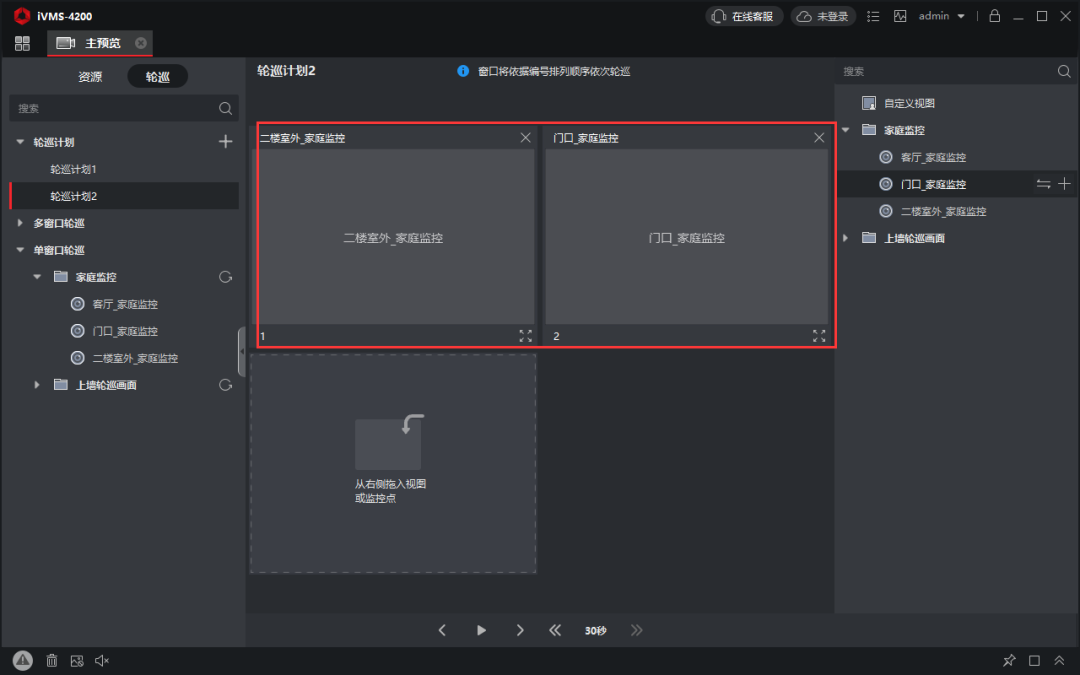 iVMS-4200
在线客服
未登录
admin
主预览
资源
轮巡
搜索
轮巡计划
轮巡计划1
轮巡计划2
多窗口轮巡
单窗口轮巡
家庭监控
客厅_家庭监控
门口_家庭监控
二楼室外_家庭监控
上墙轮巡画面
轮巡计划2
窗口将依据编号排列顺序依次轮巡
二楼室外_家庭监控
门口_家庭监控
二楼室外_家庭监控
门口_家庭监控
1
2
从右侧拖入视图
或监控点
30秒
搜索
自定义视图
家庭监控
客厅_家庭监控
门口_家庭监控
二楼室外_家庭监控
上墙轮巡画面